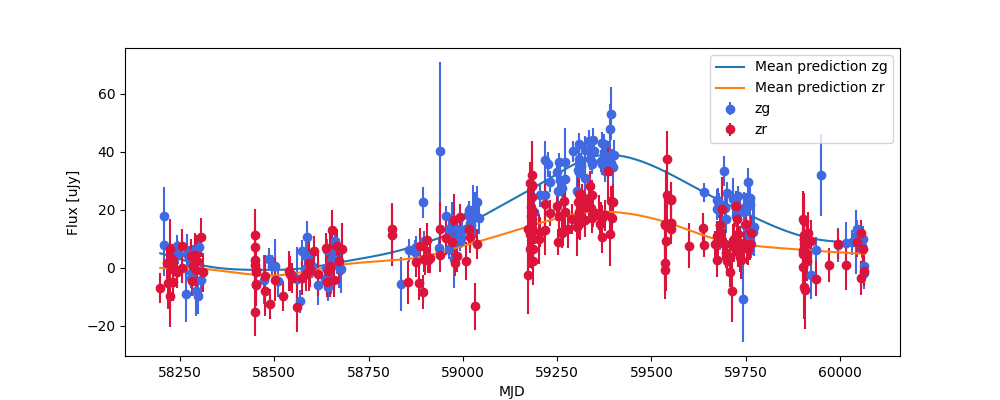 Mean prediction zg
Mean prediction zr
zg
zr
60
40
20
0
−20
Flux [uJy]
58250
58500
58750
59000
59250
59500
59750
60000
MJD